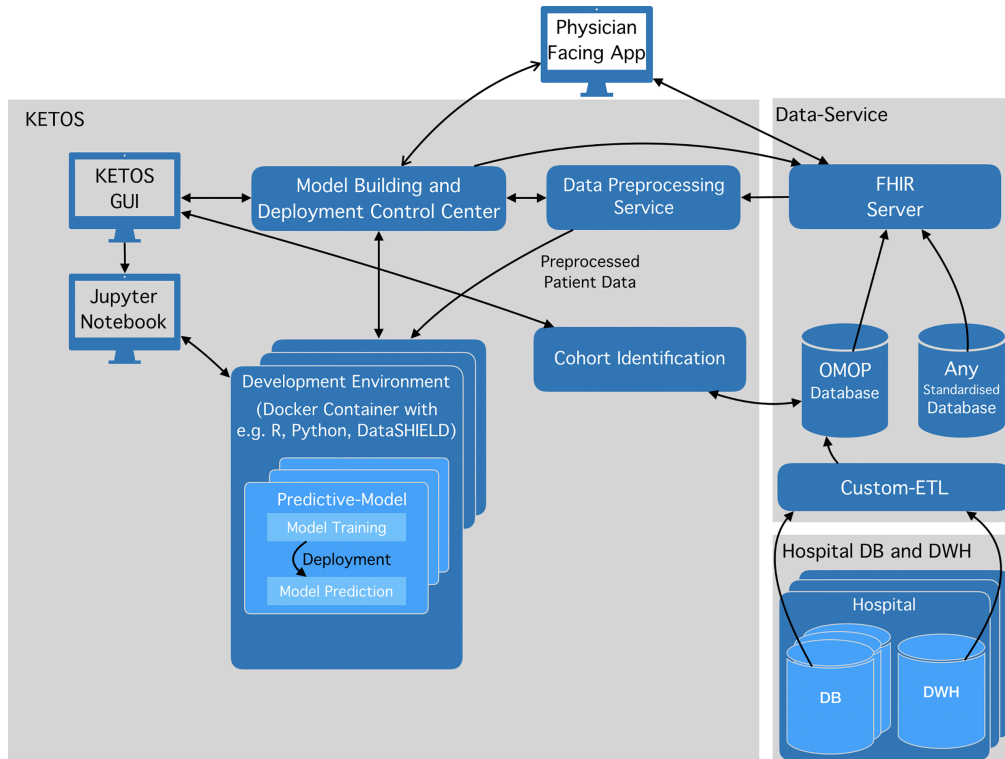 Physician
Facing App
KETOS
Data-Service
KETOS
GUI
Model Building and
Deployment Control Center
Data Preprocessing
Service
FHIR
Server
Preprocessed
Patient Data
Jupyter
Notebook
Cohort Identification
OMOP
Database
Any
Standardised
Database
Development Environment
(Docker Container with
e.g. R, Python, DataSHIELD)
Predictive-Model
Model Training
Deployment
Model Prediction
Custom-ETL
Hospital DB and DWH
Hospital
DB
DWH